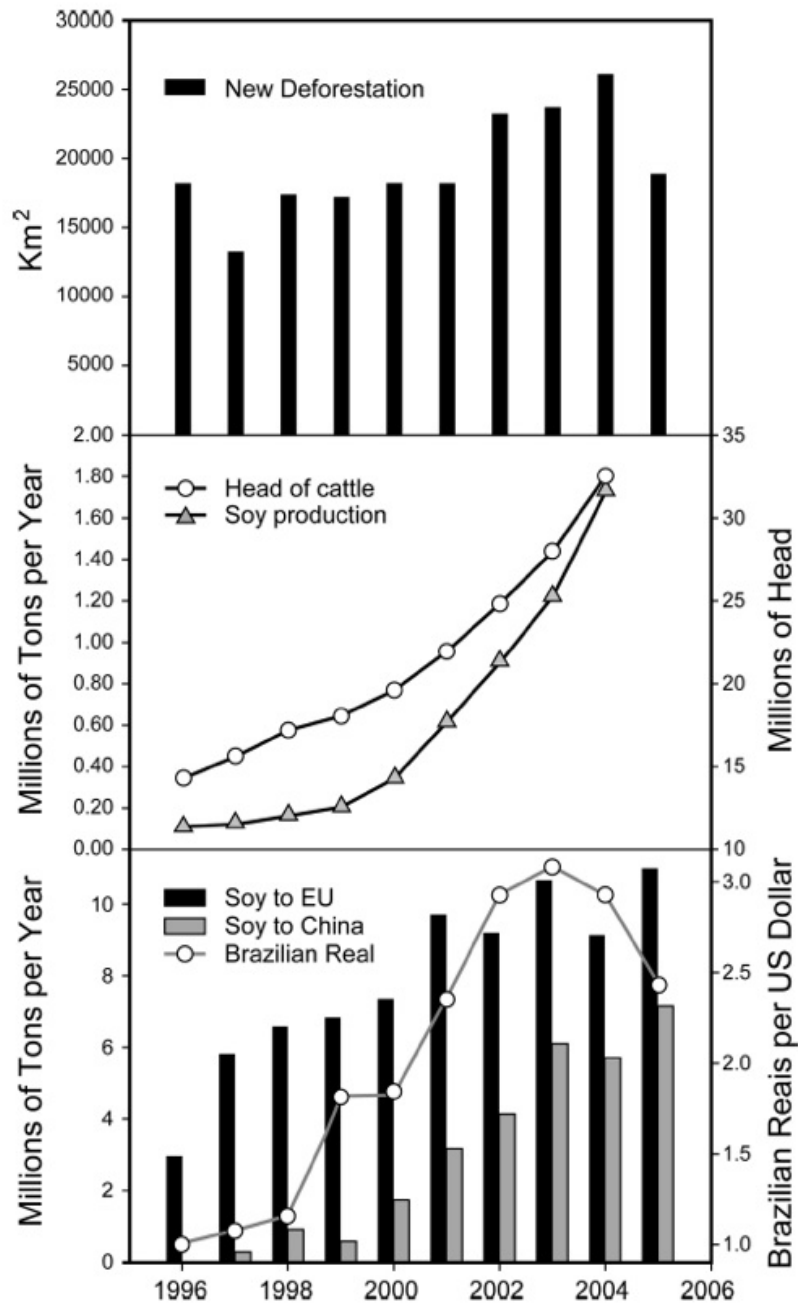 30000
25000
20000
15000
10000
5000
Km²
New Deforestation
2.00
1.80
1.80
1.40
1.20
1.00
0.80
0.60
0.40
0.20
0.00
Millions of Tons per Year
Head of cattle
Soy production
35
30
25
20
15
10
Millions of Head
10
8
6
4
2
0
Millions of Tons per Year
Soy to EU
Soy to China
Brazilian Real
3.0
2.5
2.0
1.5
1.0
Brazilian Reais per US Dollar
1996 1998 2000 2002 2004 2006